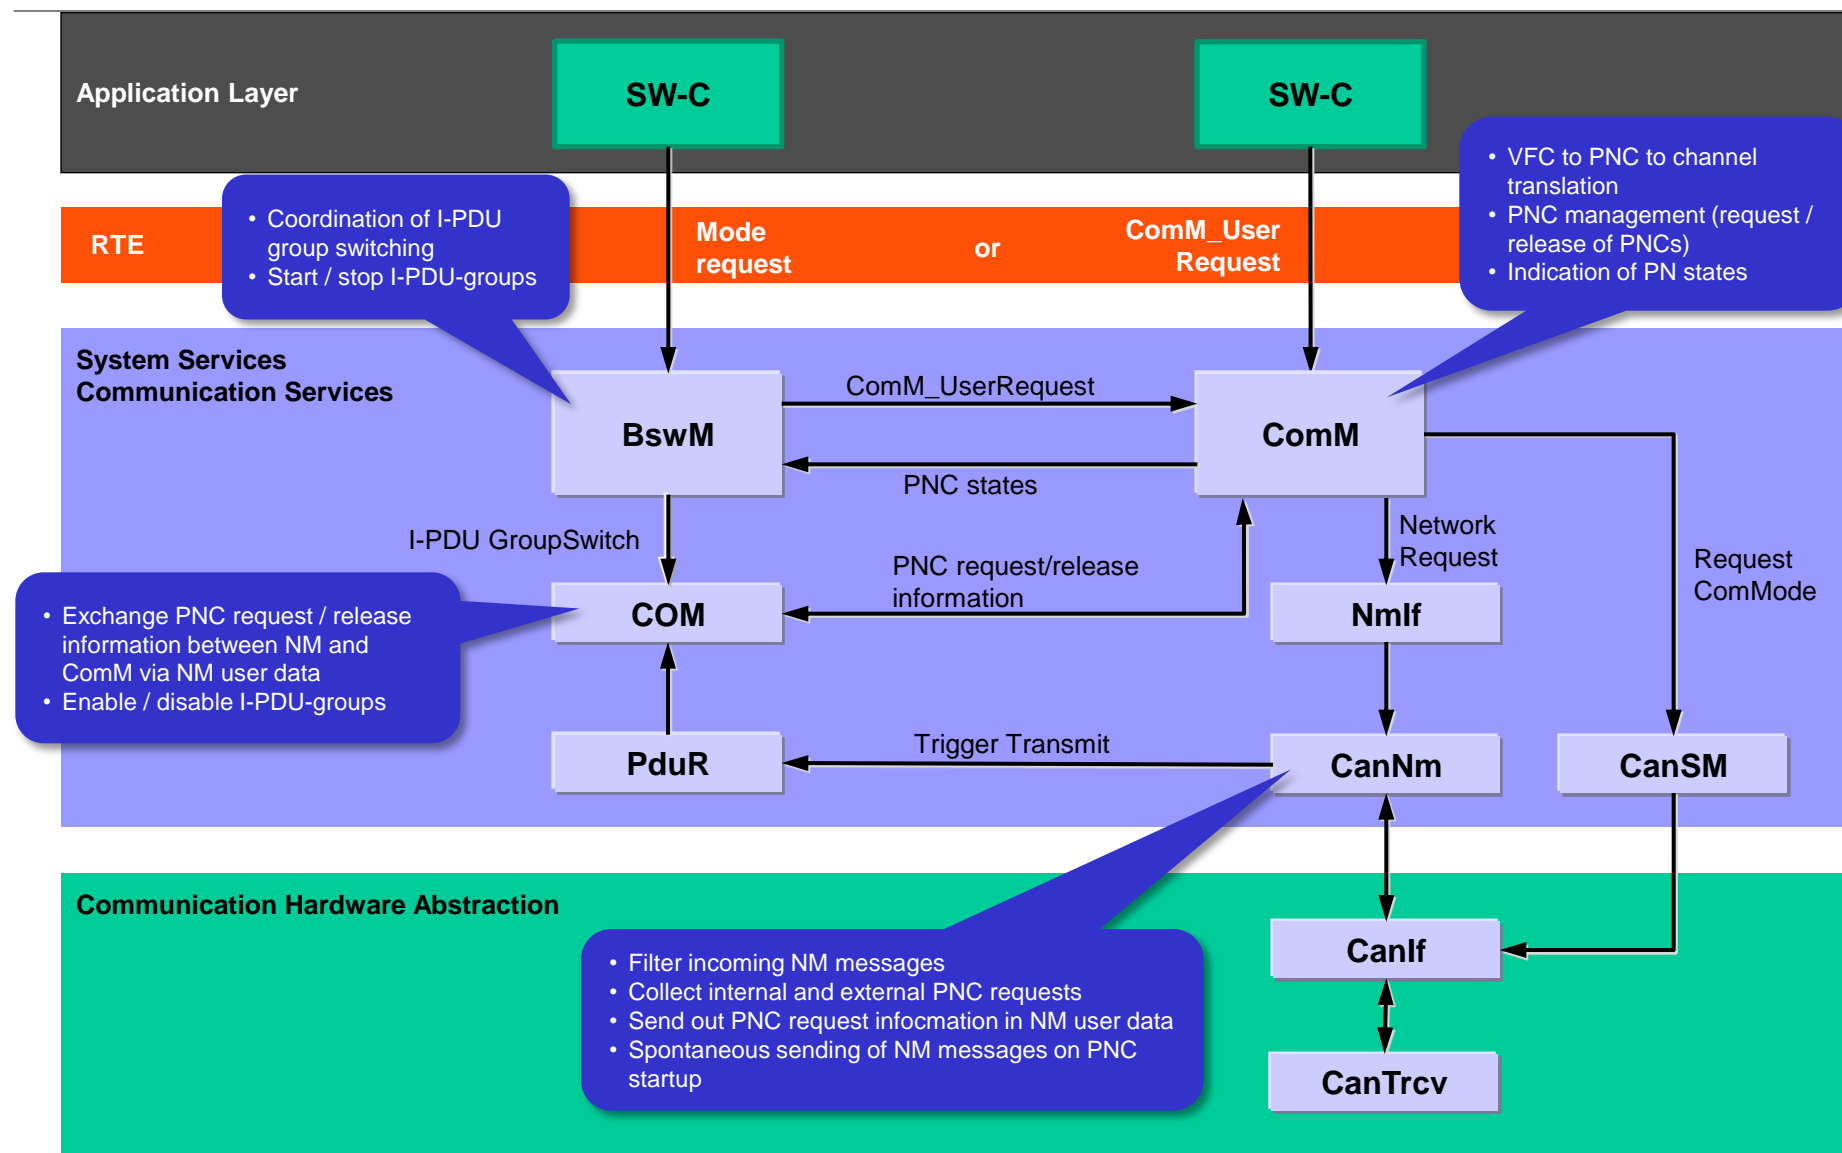 Application Layer
SW-C
SW-C
• VFC to PNC to channel
translation
• PNC management (request /
release of PNCs)
• Indication of PN states
• Coordination of I-PDU
group switching
• Start / stop I-PDU-groups
RTE
Mode
request
or
ComM_User
Request
System Services
Communication Services
BswM
ComM_UserRequest
ComM
PNC states
I-PDU GroupSwitch
PNC request/release
information
Network
Request
Request
ComMode
• Exchange PNC request / release
information between NM and
ComM via NM user data
• Enable / disable I-PDU-groups
COM
NmIf
PduR
Trigger Transmit
CanNm
CanSM
Communication Hardware Abstraction
• Filter incoming NM messages
• Collect internal and external PNC requests
• Send out PNC request infocmation in NM user data
• Spontaneous sending of NM messages on PNC
startup
CanIf
CanTrcv